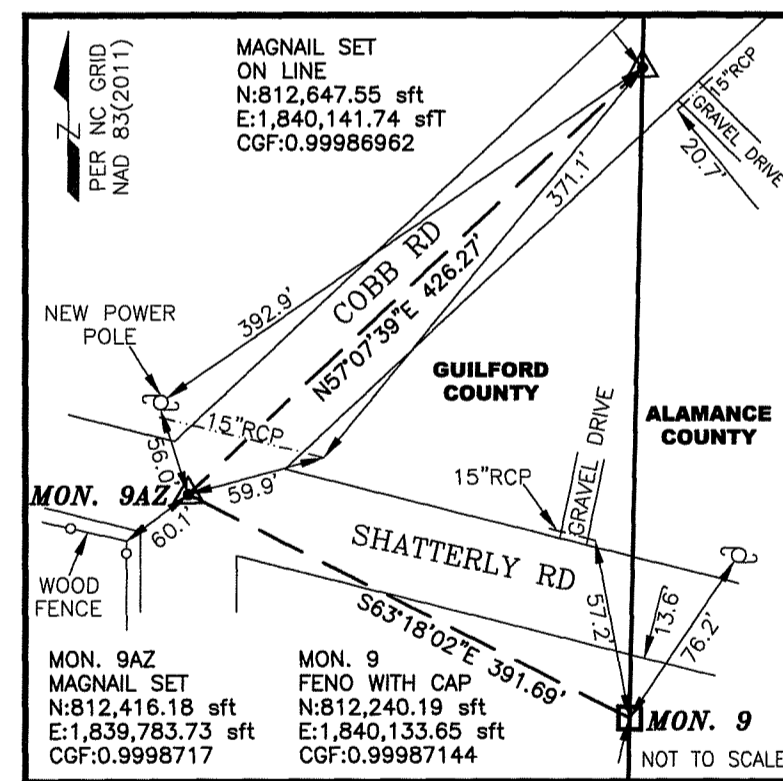 PER NC GRID
NAD 83(2011)
MAGNAIL SET
ON LINE
N:812,647.55 sft
E:1,840,141.74 sfT
CGF:0.99986962
15"RCP
GRAVEL DRIVE
20.7'
371.1'
COBB RD
N57°07'39"E 426.27'
392.9'
NEW POWER
POLE
GUILFORD
COUNTY
ALAMANCE
COUNTY
15"RCP
56.0'
59.9'
MON. 9AZ
60.1'
WOOD
FENCE
15"RCP
GRAVEL DRIVE
SHATTERLY RD
S63°18'02"E 391.69'
57.2'
13.6'
76.2'
MON. 9AZ
MAGNAIL SET
N:812,416.18 sft
E:1,839,783.73 sft
CGF:0.9998717
MON. 9
FENO WITH CAP
N:812,240.19 sft
E:1,840,133.65 sft
CGF:0.99987144
MON. 9
NOT TO SCALE